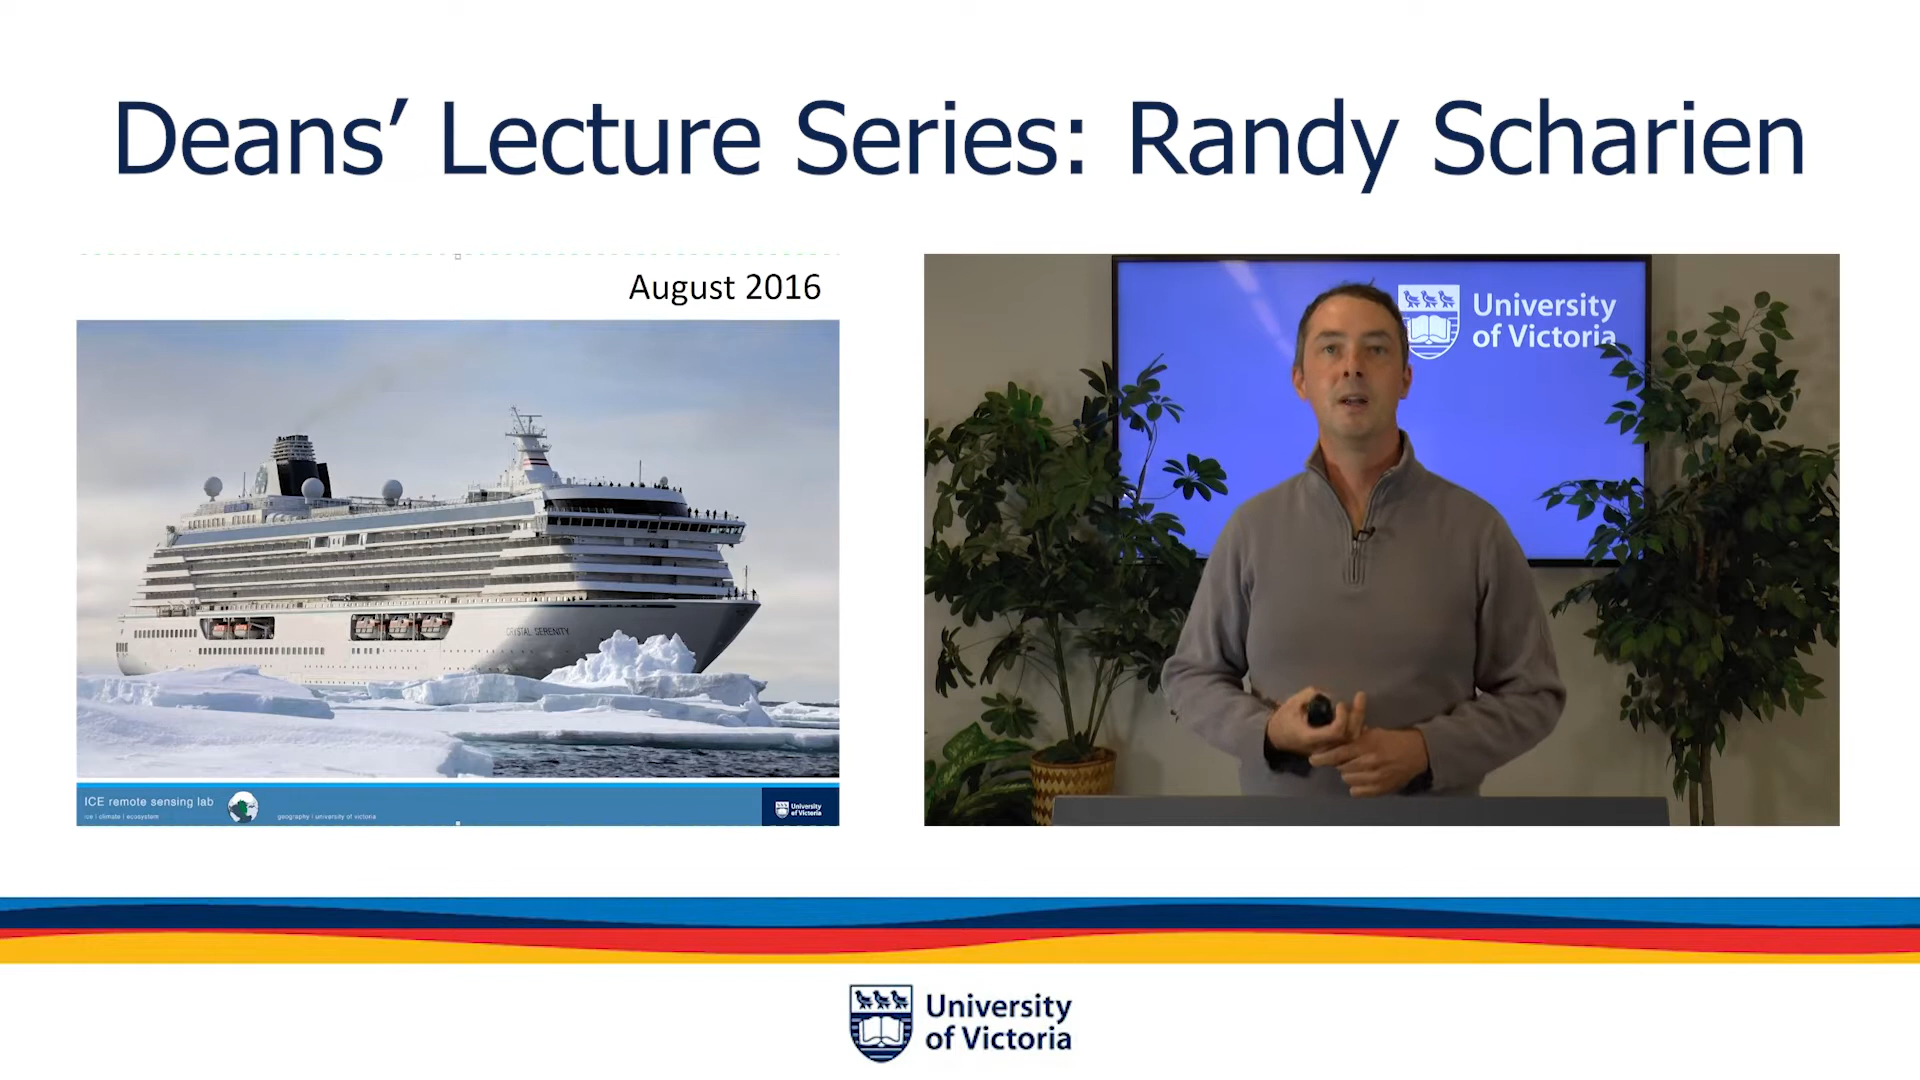 Deans’ Lecture Series: Randy Scharien
August 2016
CRYSTAL SERENITY
ICE remote sensing lab
ice | climate | ecosystem
geography | university of victoria
University
of Victoria
University
of Victoria
University
of Victoria